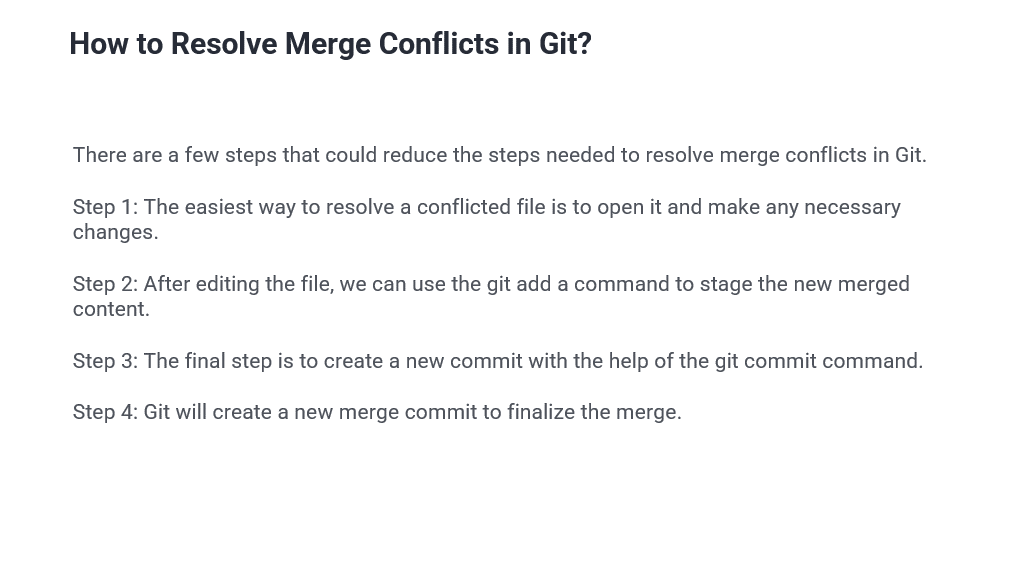 How to Resolve Merge Conflicts in Git?
There are a few steps that could reduce the steps needed to resolve merge conflicts in Git.
Step 1: The easiest way to resolve a conflicted file is to open it and make any necessary
changes.
Step 2: After editing the file, we can use the git add a command to stage the new merged
content.
Step 3: The final step is to create a new commit with the help of the git commit command.
Step 4: Git will create a new merge commit to finalize the merge.